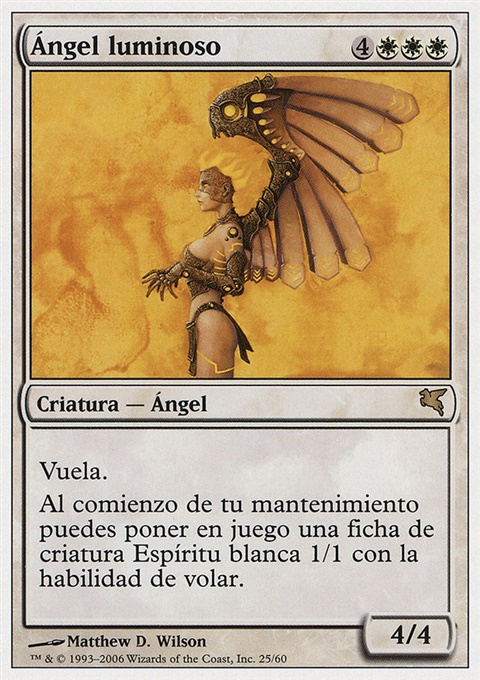 Ángel luminoso 4
Criatura — Ángel
Vuela.
Al comienzo de tu mantenimiento
puedes poner en juego una ficha de
criatura Espíritu blanca 1/1 con la
habilidad de volar.
4/4
Matthew D. Wilson
™ & © 1993–2006 Wizards of the Coast, Inc. 25/60